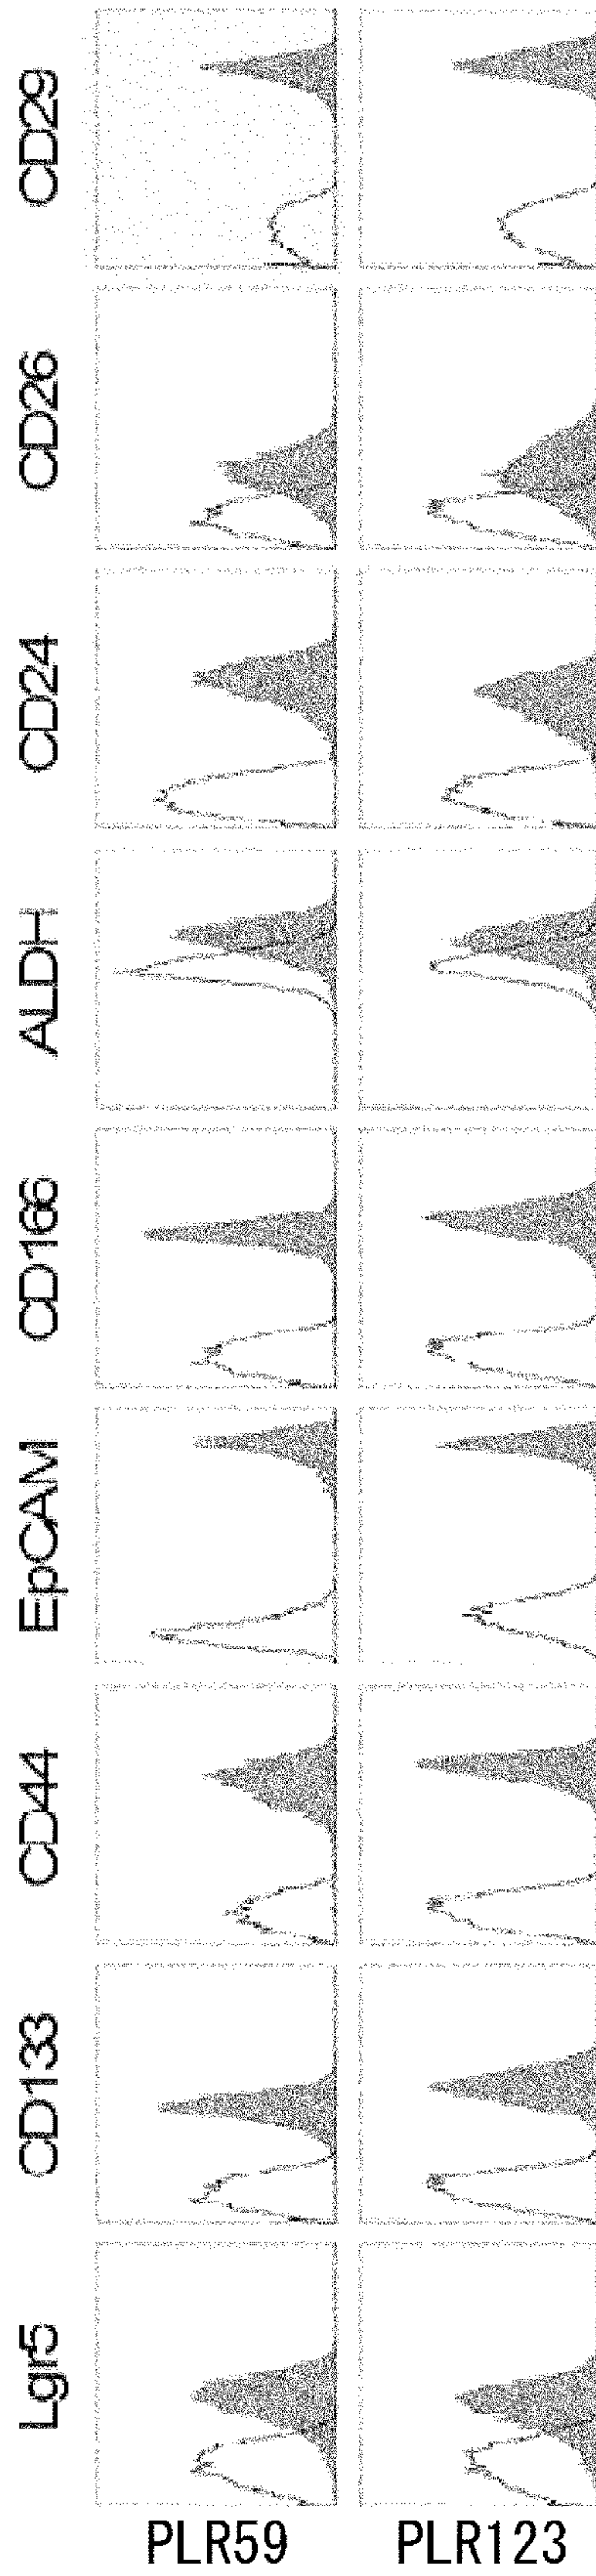 CD29
CD26
CD24
ALDH
CD166
EpCAM
CD44
CD133
Lgr5
PLR59 PLR123